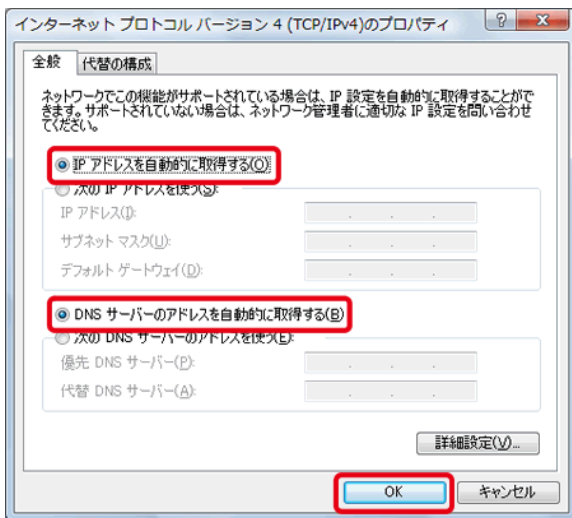 インターネット プロトコル バージョン 4 (TCP/IPv4)のプロパティ
全般
代替の構成
ネットワークでこの機能がサポートされている場合は、IP 設定を自動的に取得することがで
きます。サポートされていない場合は、ネットワーク管理者に適切な IP 設定を問い合わせ
てください。
IP アドレスを自動的に取得する(O)
次の IP アドレスを使う(S):
IP アドレス(I):
サブネット マスク(U):
デフォルト ゲートウェイ(D):
DNS サーバーのアドレスを自動的に取得する(B)
次の DNS サーバーのアドレスを使う(E):
優先 DNS サーバー(P):
代替 DNS サーバー(A):
詳細設定(V)...
OK
キャンセル